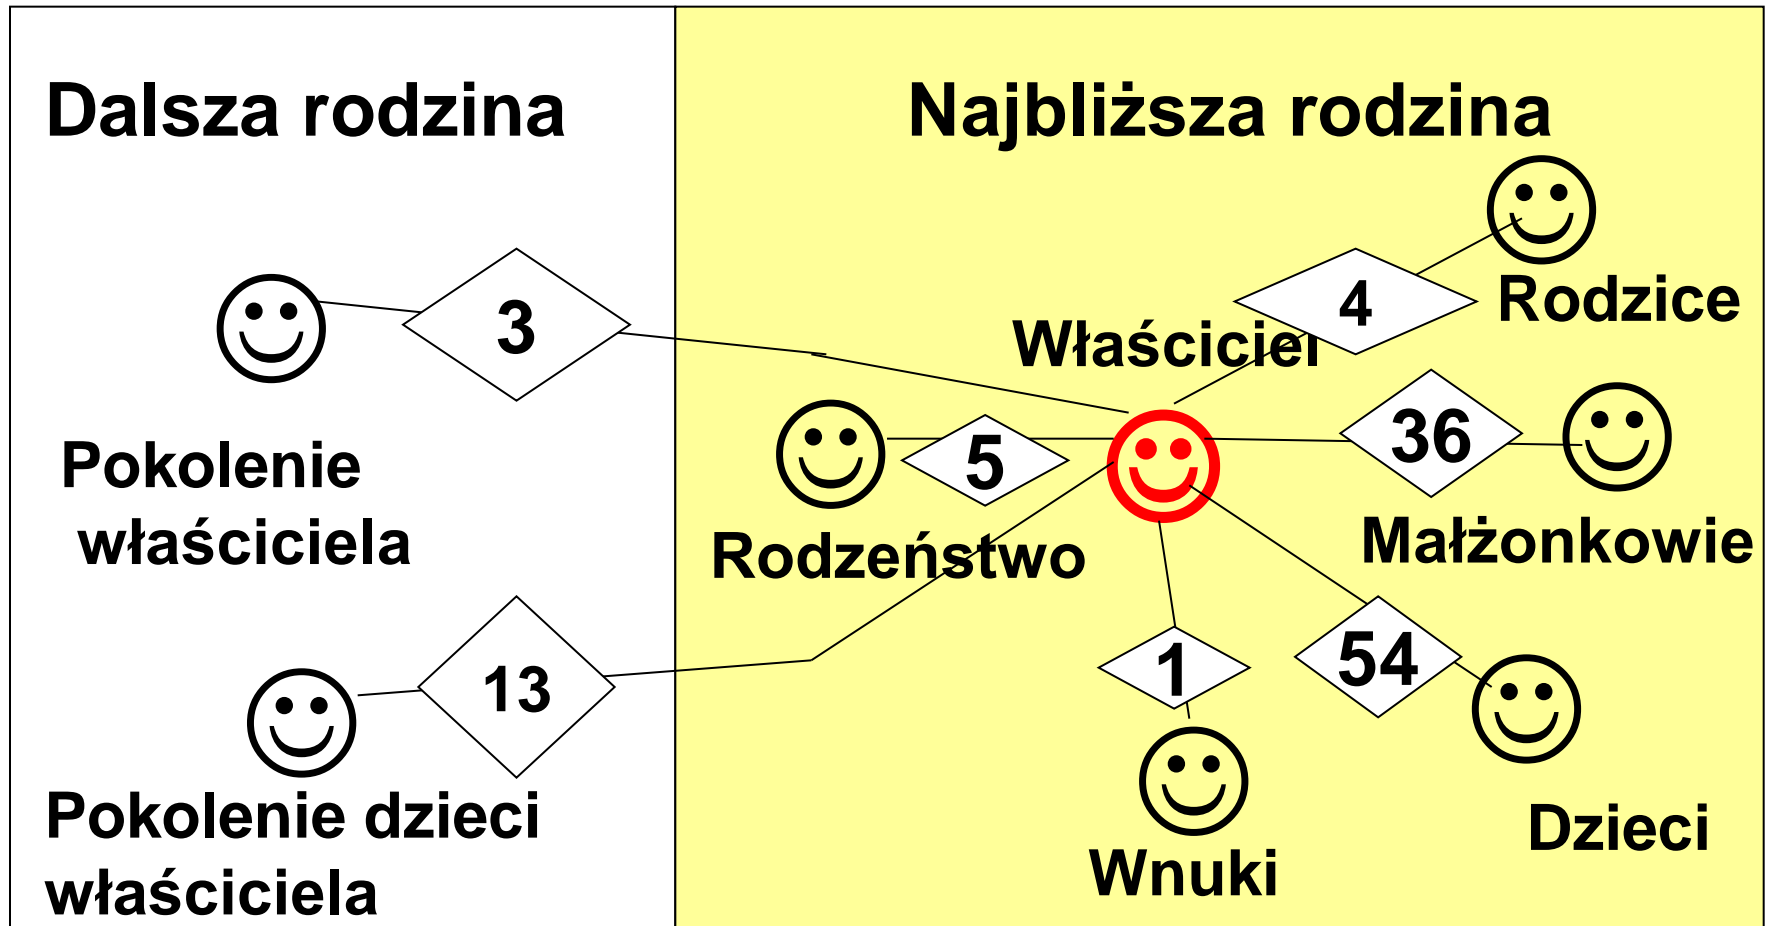 Dalsza rodzina
Najbliższa rodzina
3
4
Rodzice
Właściciel
5
36
Pokolenie
właściciela
Rodzeństwo
Małżonkowie
13
1
54
Pokolenie dzieci
właściciela
Wnuki
Dzieci